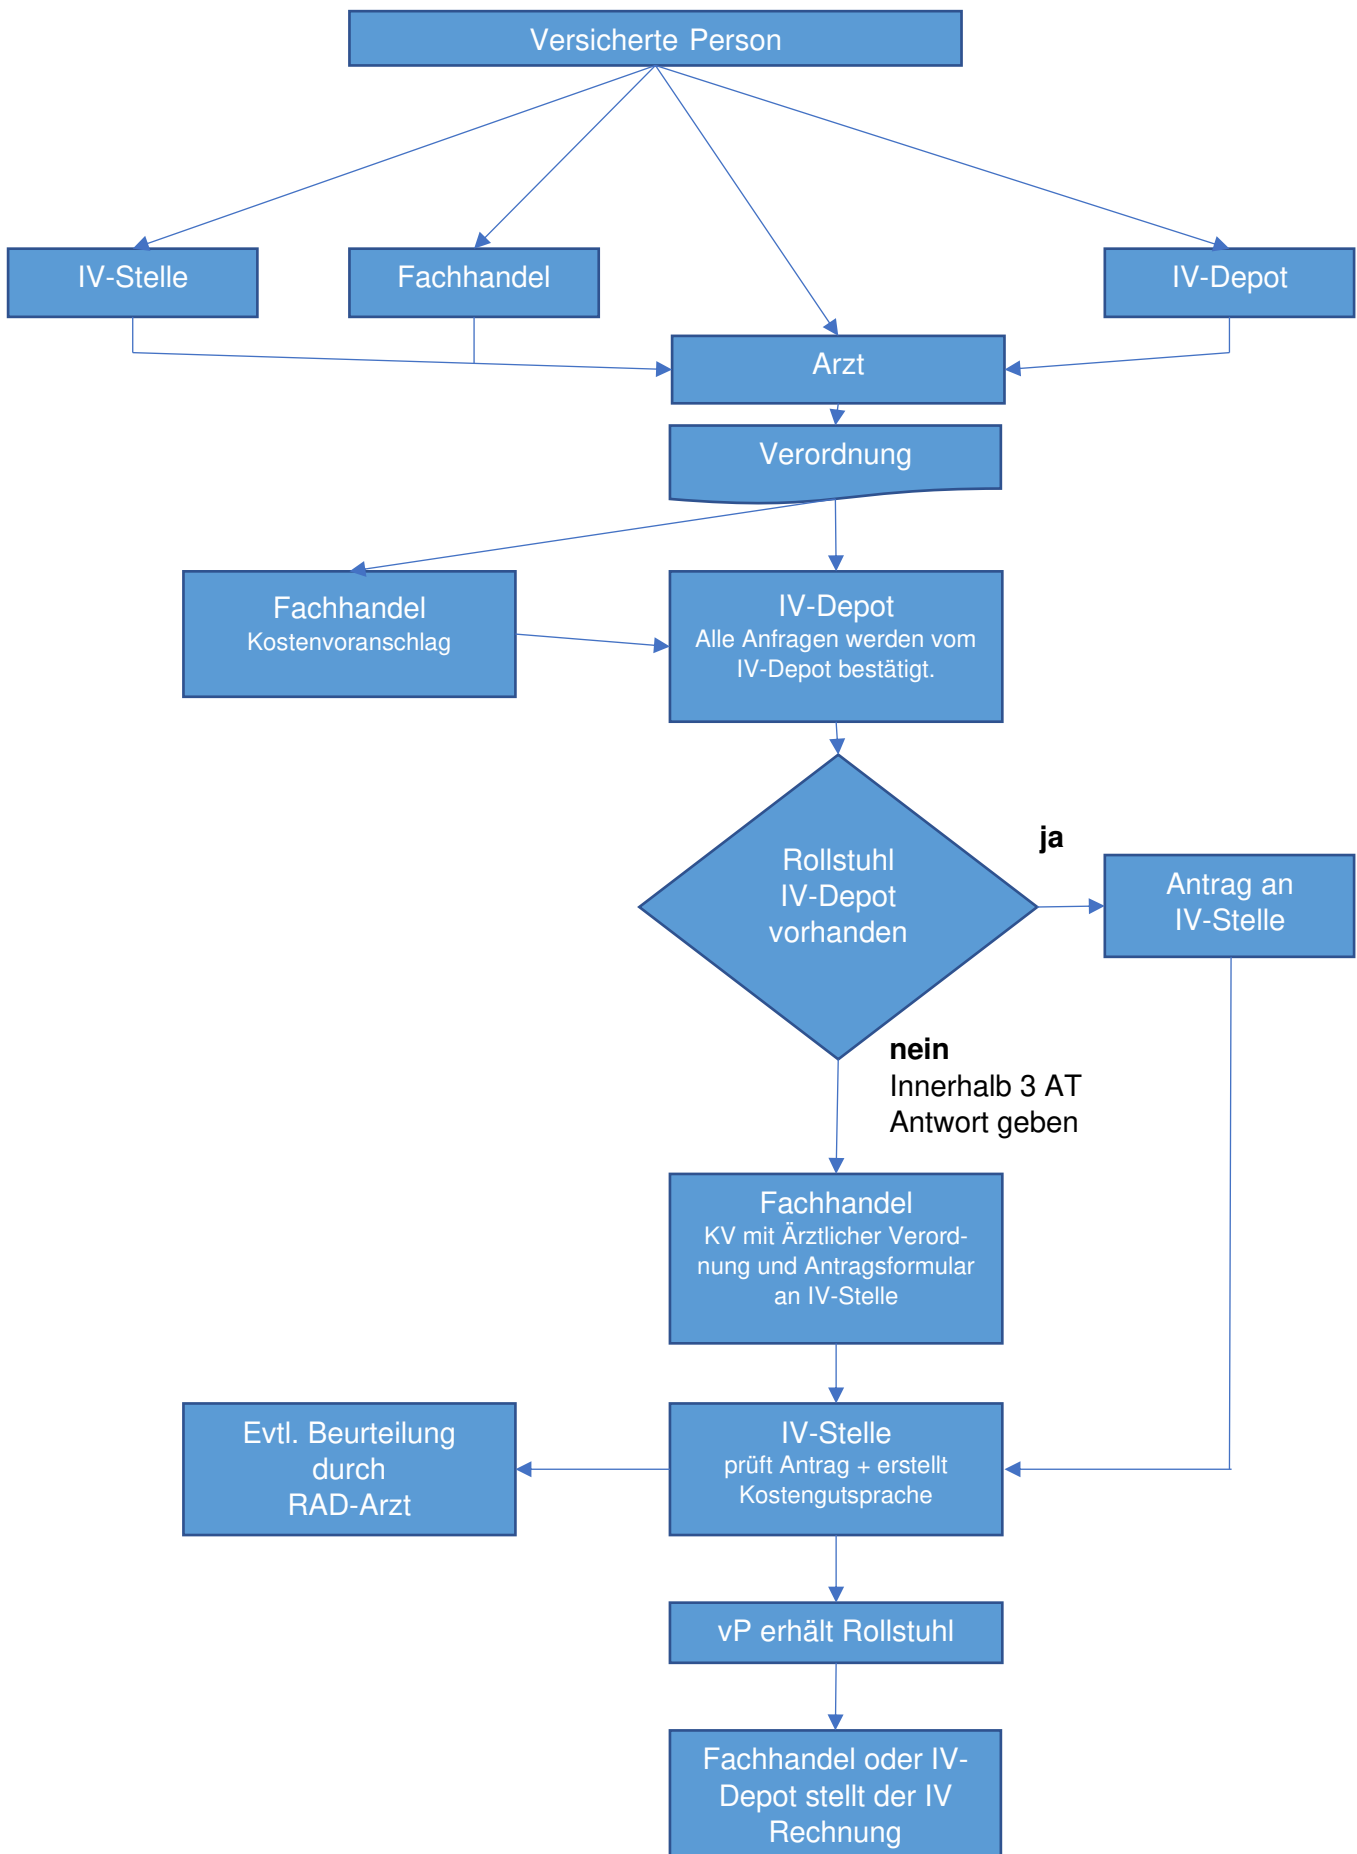 Versicherte Person
IV-Stelle
Fachhandel
IV-Depot
Arzt
Verordnung
Fachhandel
Kostenvoranschlag
IV-Depot
Alle Anfragen werden vom
IV-Depot bestätigt.
Rollstuhl
IV-Depot
vorhanden
ja
Antrag an
IV-Stelle
nein
Innerhalb 3 AT
Antwort geben
Fachhandel
KV mit Ärztlicher Verord-
nung und Antragsformular
an IV-Stelle
Evtl. Beurteilung
durch
RAD-Arzt
IV-Stelle
prüft Antrag + erstellt
Kostengutsprache
vP erhält Rollstuhl
Fachhandel oder IV-
Depot stellt der IV
Rechnung